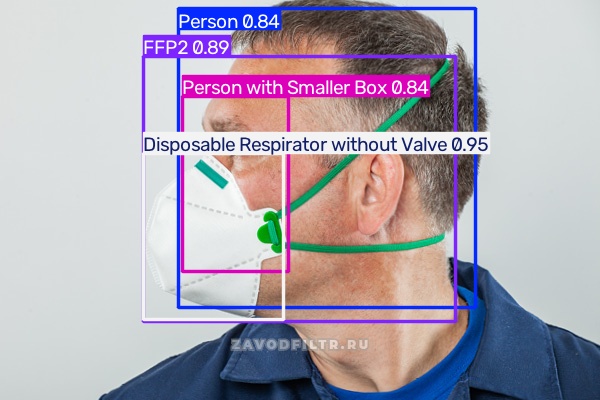 Person 0.84
FFP2 0.89
Person with Smaller Box 0.84
Disposable Respirator without Valve 0.95
ZAVODFILTR.RU